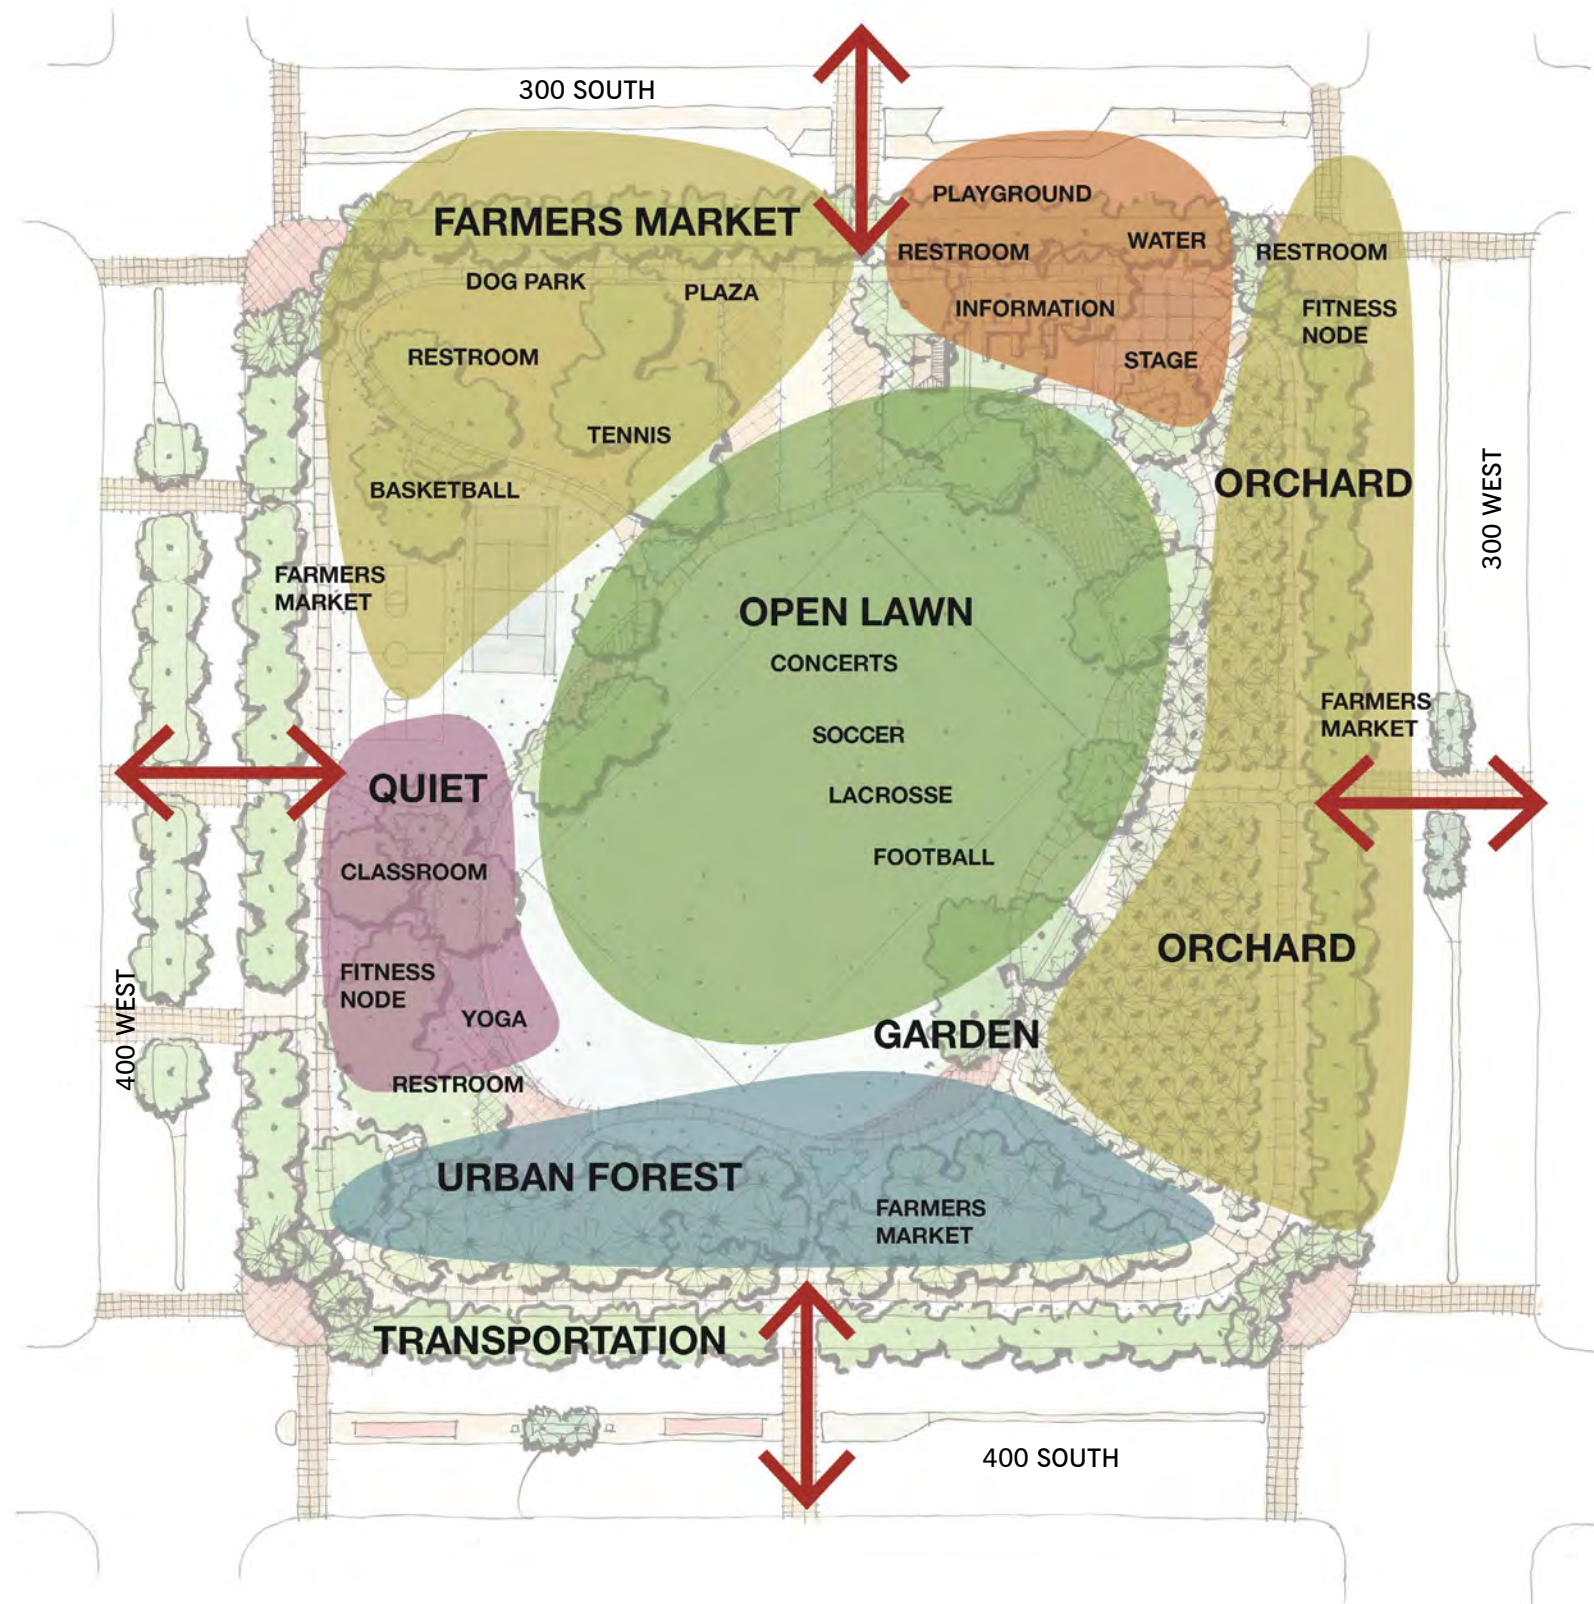 300 SOUTH
PLAYGROUND
FARMERS MARKET
RESTROOM
WATER
RESTROOM
DOG PARK
PLAZA
INFORMATION
FITNESS
NODE
RESTROOM
STAGE
TENNIS
BASKETBALL
ORCHARD
300 WEST
FARMERS
MARKET
OPEN LAWN
CONCERTS
SOCCER
FARMERS
MARKET
QUIET
LACROSSE
CLASSROOM
FOOTBALL
ORCHARD
FITNESS
NODE
YOGA
400 WEST
GARDEN
RESTROOM
URBAN FOREST
FARMERS
MARKET
TRANSPORTATION
400 SOUTH